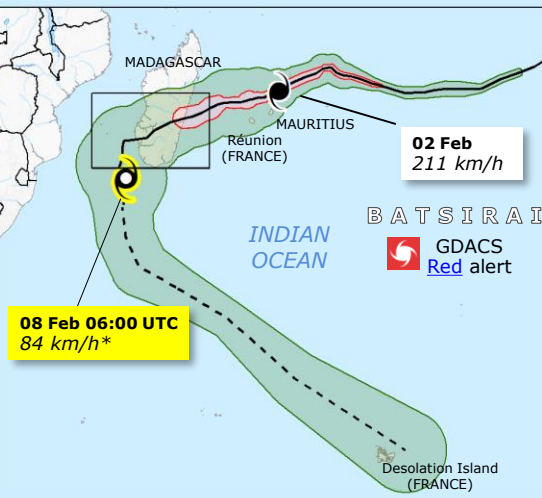 MADAGASCAR
MAURITIUS
Réunion
(FRANCE)
02 Feb
211 km/h
BATSIRAI
INDIAN
OCEAN
GDACS
Red alert
08 Feb 06:00 UTC
84 km/h*
Desolation Island
(FRANCE)